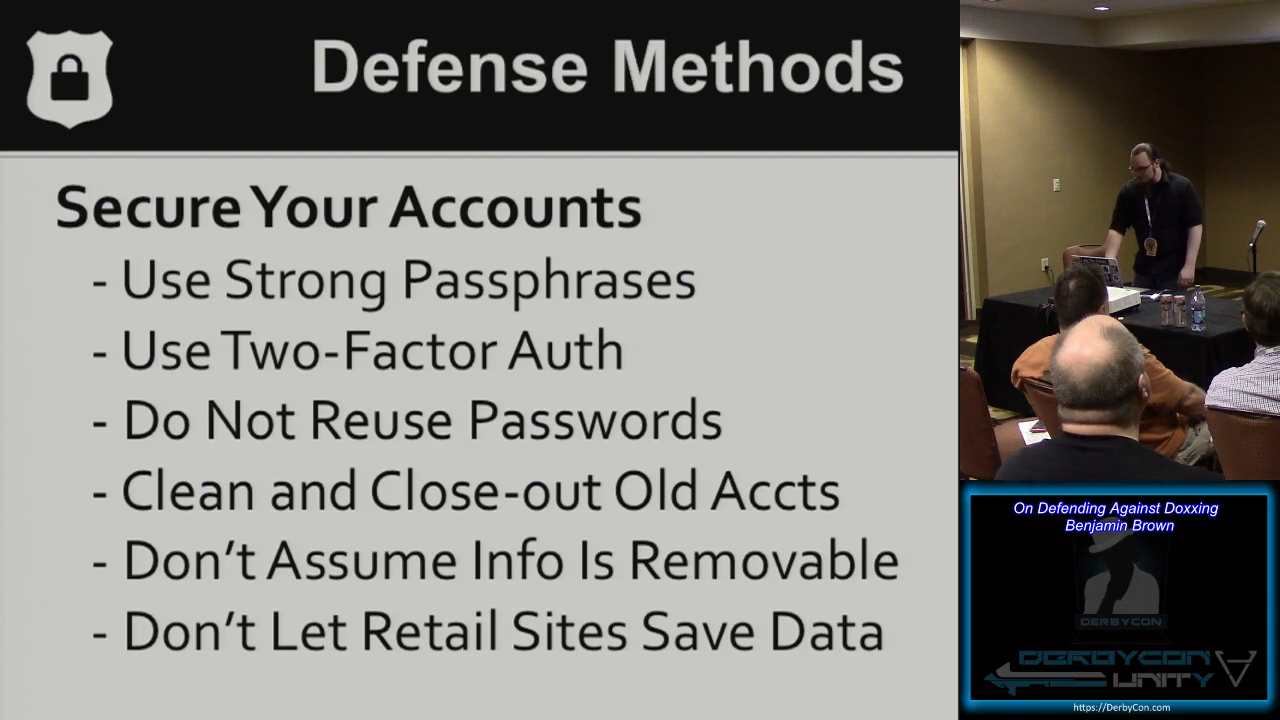 Defense Methods
Secure Your Accounts
- Use Strong Passphrases
- Use Two-Factor Auth
- Do Not Reuse Passwords
- Clean and Close-out Old Accts
- Don’t Assume Info Is Removable
- Don’t Let Retail Sites Save Data
On Defending Against Doxxing
Benjamin Brown
DERBYCON
DERBYCON
UNITY
https://DerbyCon.com